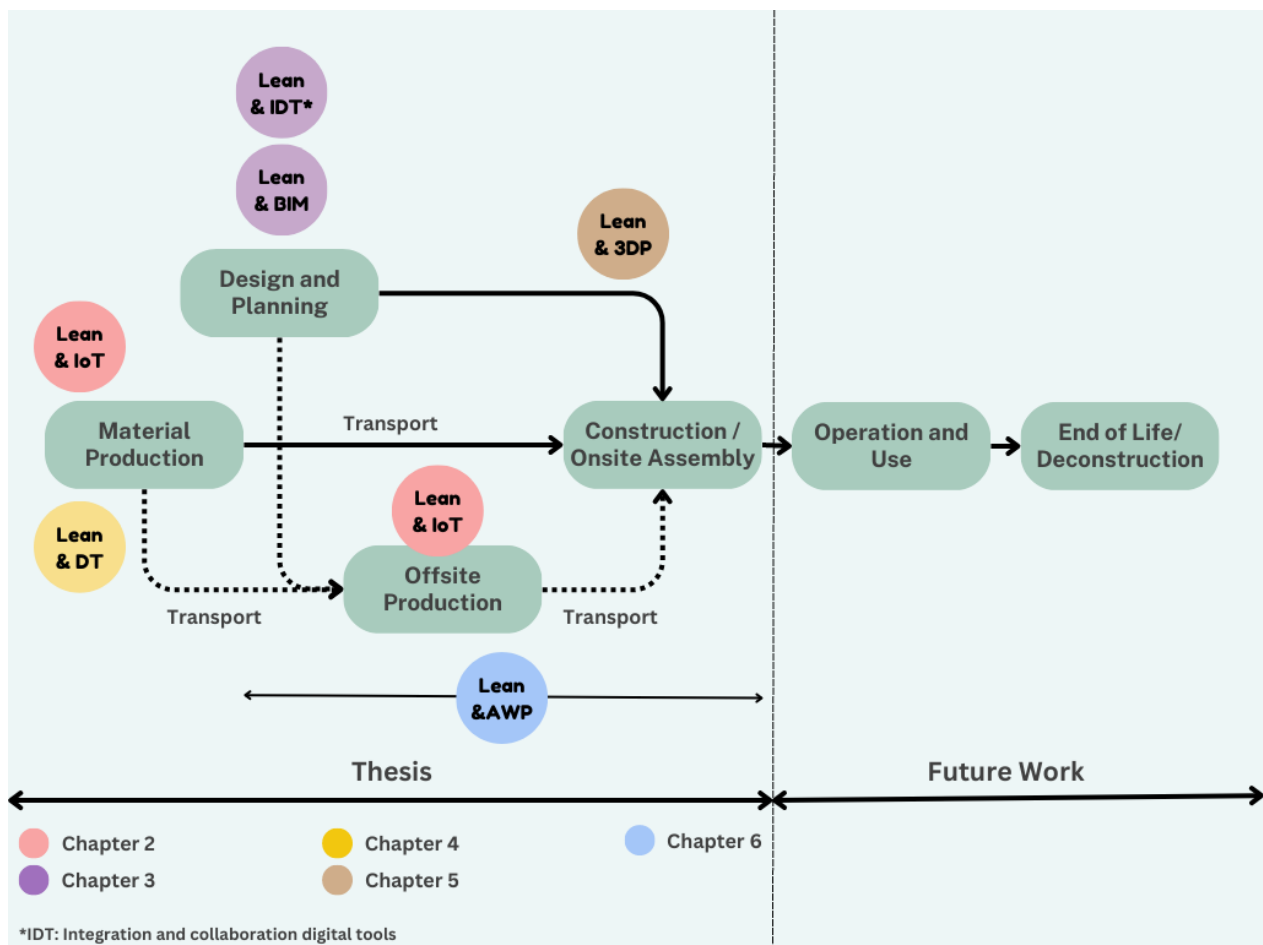 Lean
& IDT*
Lean
& BIM
Lean
& 3DP
Design and
Planning
Lean
& IoT
Material
Production
Transport
Construction /
Onsite Assembly
Operation and
Use
End of Life/
Deconstruction
Lean
& IoT
Lean
& DT
Offsite
Production
Transport
Transport
Lean
&AWP
Thesis
Future Work
Chapter 2
Chapter 4
Chapter 6
Chapter 3
Chapter 5
*IDT: Integration and collaboration digital tools